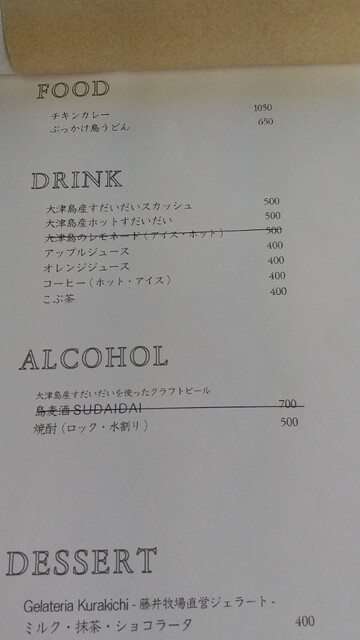 FOOD
チキンカレー 1050
ぶっかけ島うどん 650
DRINK
大津島産すだいだいスカッシュ 500
大津島産ホットすだいだい 500
大津島のレモネード(アイス・ホット) 500
アップルジュース 400
オレンジジュース 400
コーヒー(ホット・アイス) 400
こぶ茶 400
ALCOHOL
大津島産すだいだいを使ったクラフトビール
島麦酒SUDAIDAI 700
焼酎(ロック・水割り) 500
DESSERT
Gelateria Kurakichi - 藤井牧場直営ジェラート -
ミルク・抹茶・ショコラータ 400